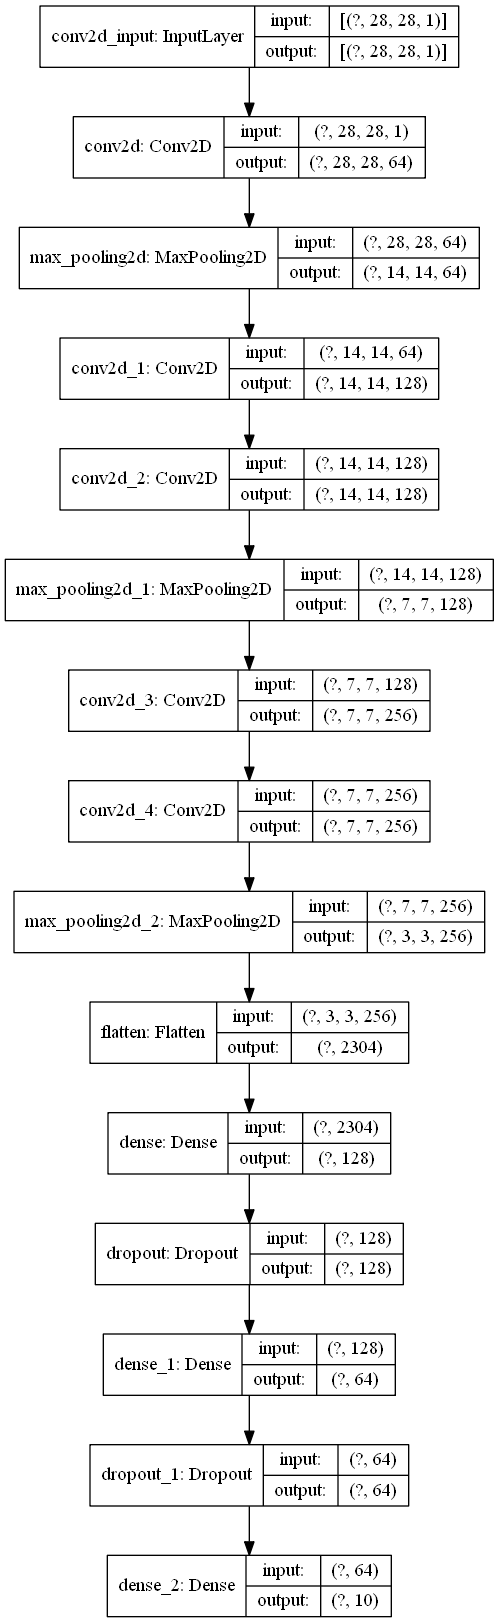 conv2d_input: InputLayer
input:
[(?, 28, 28, 1)]
output:
[(?, 28, 28, 1)]
conv2d: Conv2D
input:
(?, 28, 28, 1)
output:
(?, 28, 28, 64)
max_pooling2d: MaxPooling2D
input:
(?, 28, 28, 64)
output:
(?, 14, 14, 64)
conv2d_1: Conv2D
input:
(?, 14, 14, 64)
output:
(?, 14, 14, 128)
conv2d_2: Conv2D
input:
(?, 14, 14, 128)
output:
(?, 14, 14, 128)
max_pooling2d_1: MaxPooling2D
input:
(?, 14, 14, 128)
output:
(?, 7, 7, 128)
conv2d_3: Conv2D
input:
(?, 7, 7, 128)
output:
(?, 7, 7, 256)
conv2d_4: Conv2D
input:
(?, 7, 7, 256)
output:
(?, 7, 7, 256)
max_pooling2d_2: MaxPooling2D
input:
(?, 7, 7, 256)
output:
(?, 3, 3, 256)
flatten: Flatten
input:
(?, 3, 3, 256)
output:
(?, 2304)
dense: Dense
input:
(?, 2304)
output:
(?, 128)
dropout: Dropout
input:
(?, 128)
output:
(?, 128)
dense_1: Dense
input:
(?, 128)
output:
(?, 64)
dropout_1: Dropout
input:
(?, 64)
output:
(?, 64)
dense_2: Dense
input:
(?, 64)
output:
(?, 10)